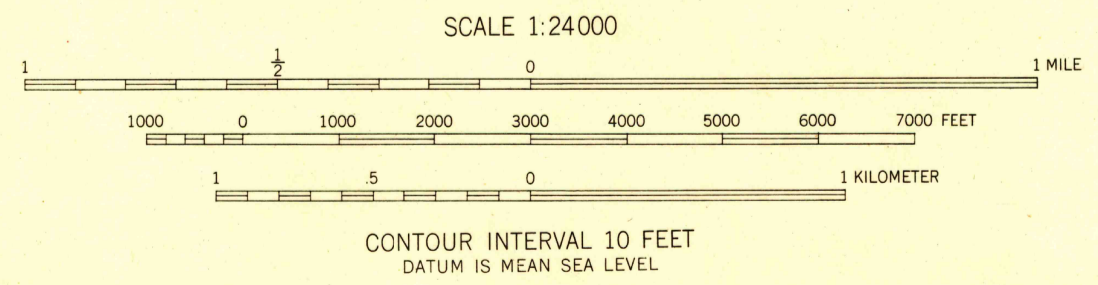 SCALE 1:24000
1 1/2 0 1 MILE
1000 0 1000 2000 3000 4000 5000 6000 7000 FEET
1 .5 0 1 KILOMETER
CONTOUR INTERVAL 10 FEET
DATUM IS MEAN SEA LEVEL